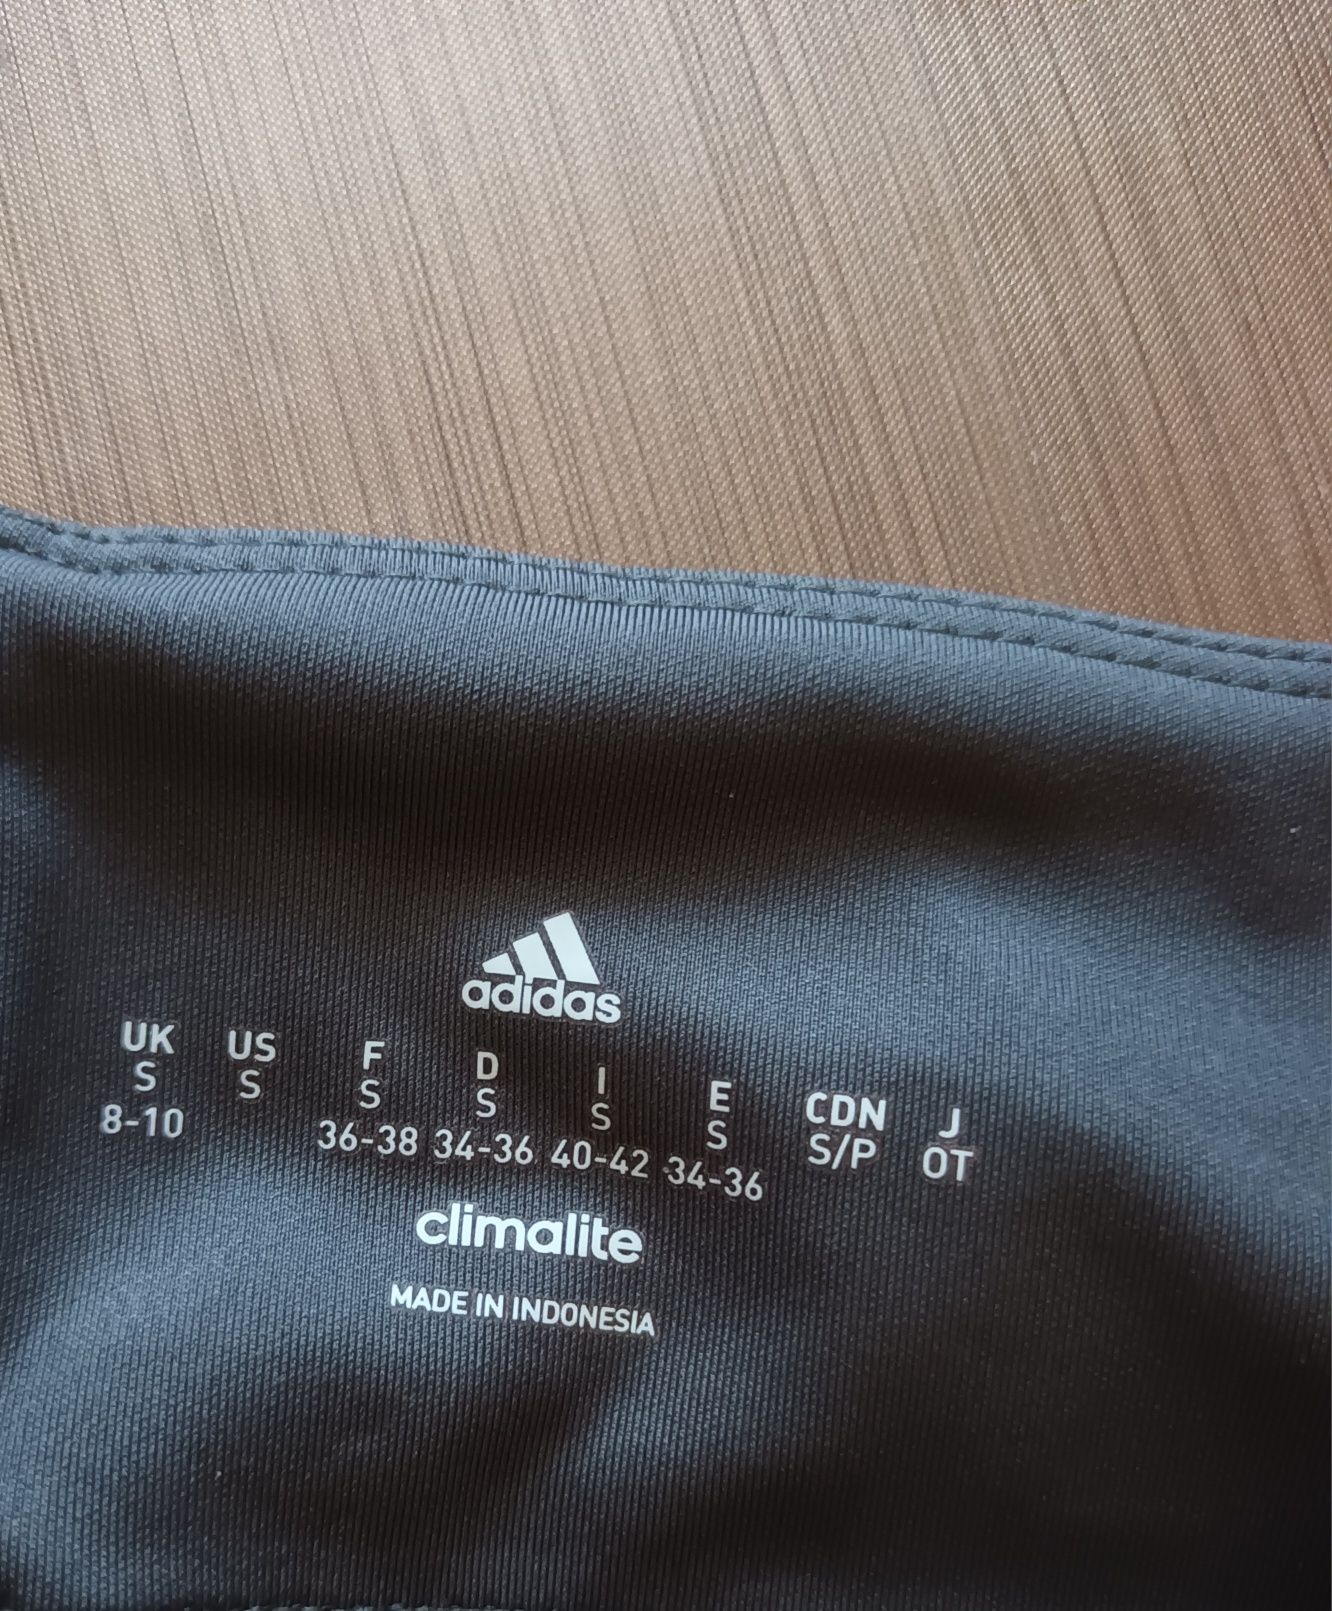 adidas
UK US F D I E CDN J
S S S S S S S/P OT
8-10 36-38 34-36 40-42 34-36
climalite
MADE IN INDONESIA